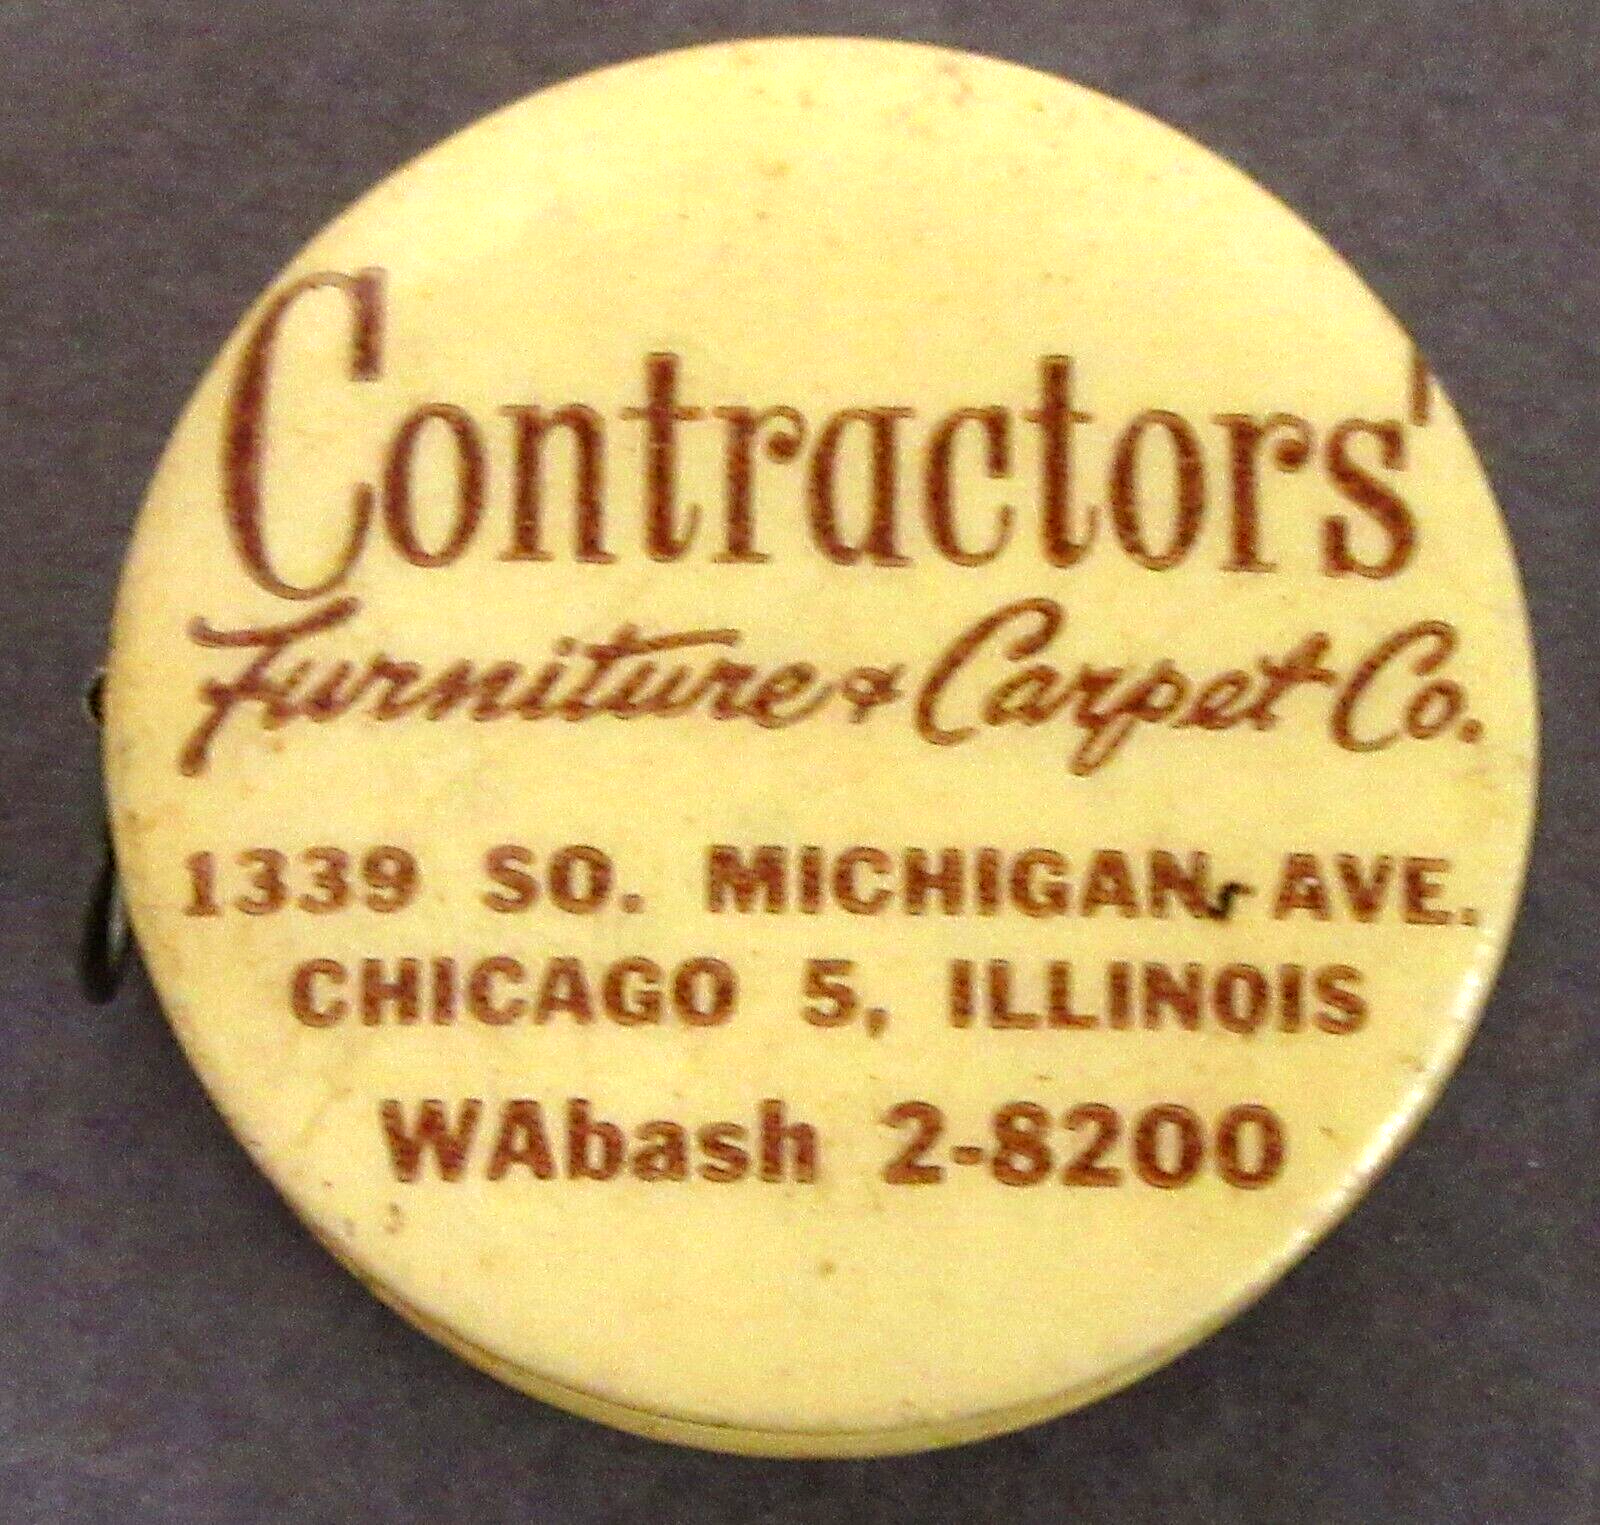 Contractors'
Furniture & Carpet Co.
1339 SO. MICHIGAN AVE.
CHICAGO 5, ILLINOIS
WAbash 2-8200